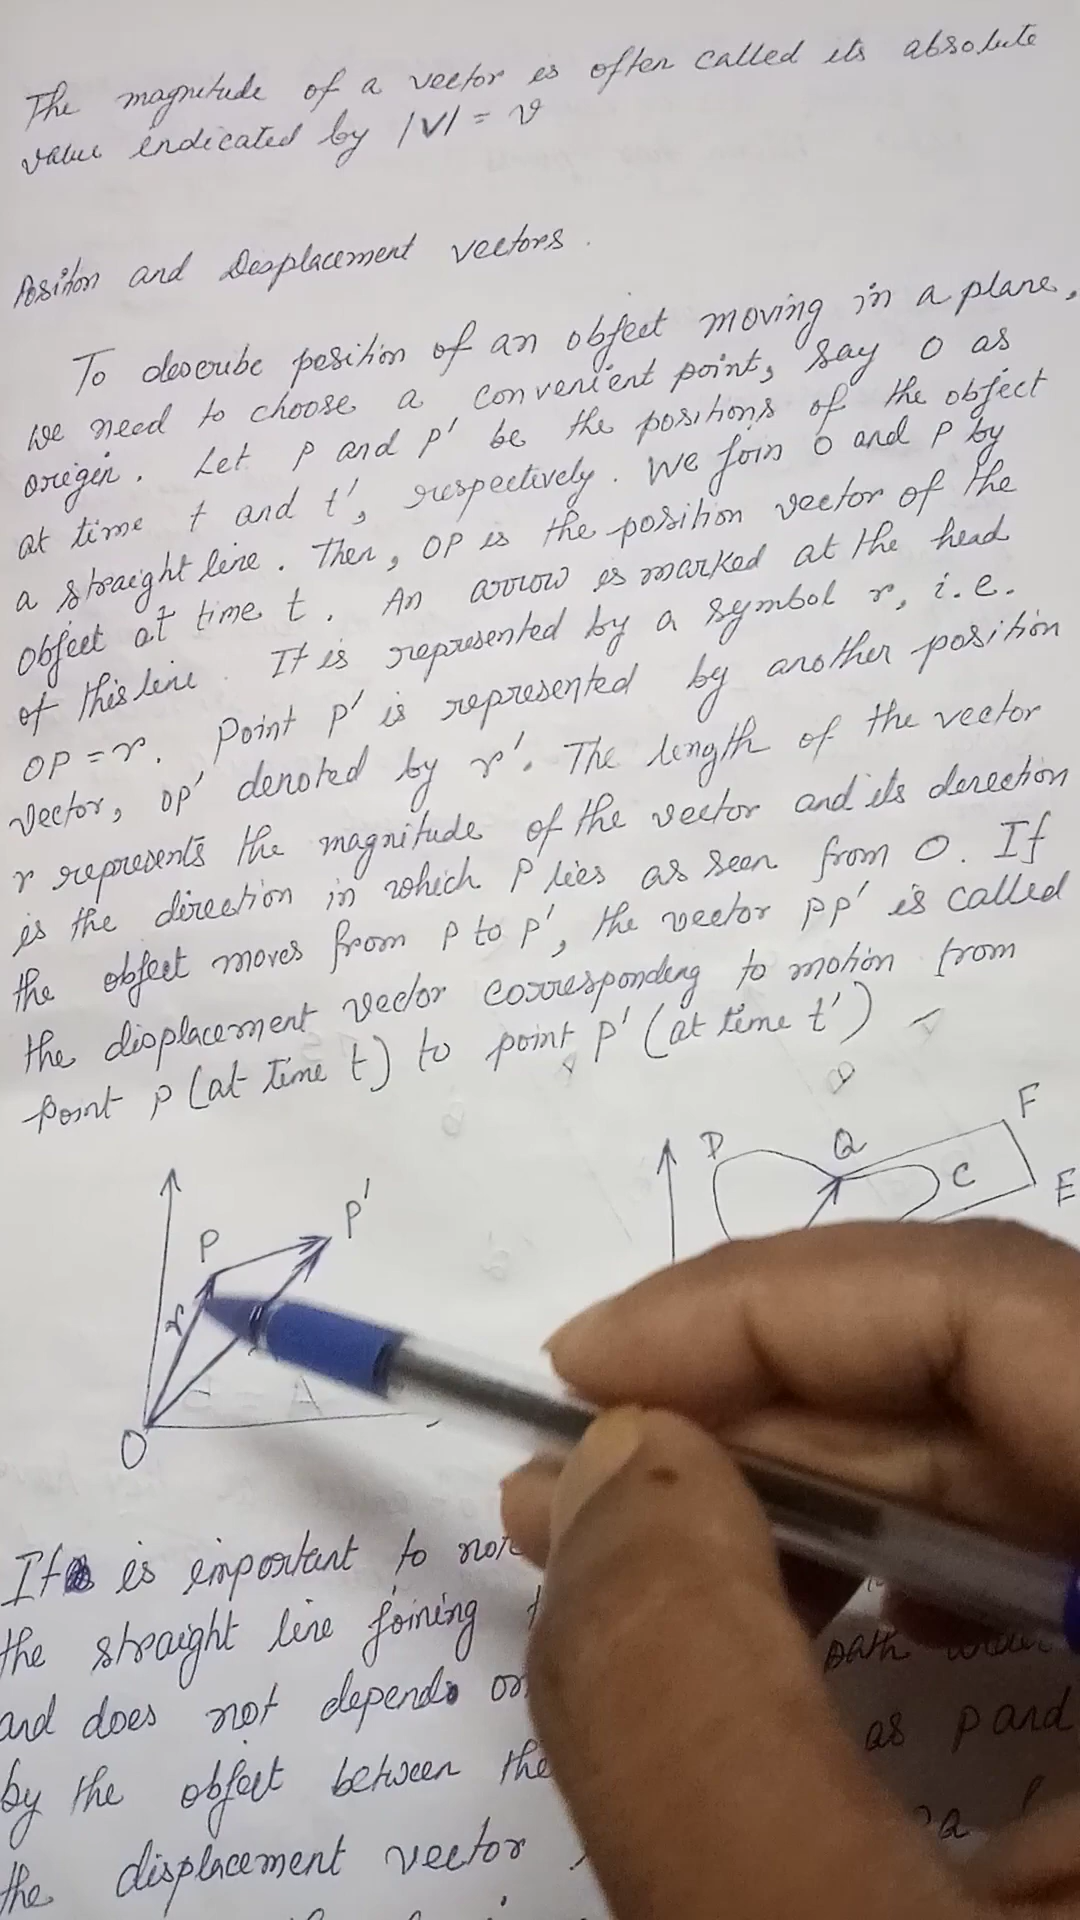 The magnitude of a vector is often called its absolute
value indicated by |V| = v
Position and Desplacement vectors.
To describe position of an object moving in a plane,
we need to choose a convenient point, say O as
origin. Let P and P' be the positions of the object
at time t and t', respectively. We join O and P by
a straight line. Then, OP is the position vector of the
object at time t. An arrow is marked at the head
of this line. It is represented by a symbol r, i.e.
OP = r. Point P' is represented by another position
vector, OP' denoted by r'. The length of the vector
r represents the magnitude of the vector and its derection
is the direction in which P lies as seen from O. If
the object moves from P to P', the vector PP' is called
the displacement vector corresponding to motion from
point P (at time t) to point P' (at time t')
P P' r O
D Q F C E
It is important to
the straight line joining
and does not depend on
by the object between the as P and
the displacement vector